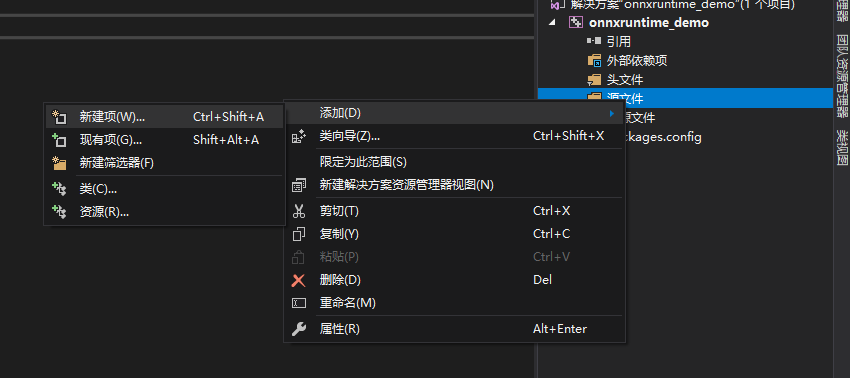 解决方案"onnxruntime_demo"(1 个项目)
onnxruntime_demo
引用
外部依赖项
头文件
源文件
源文件
ckages.config
新建项(W)... Ctrl+Shift+A
现有项(G)... Shift+Alt+A
新建筛选器(F)
类(C)...
资源(R)...
添加(D)
类向导(Z)... Ctrl+Shift+X
限定为此范围(S)
新建解决方案资源管理器视图(N)
剪切(T) Ctrl+X
复制(Y) Ctrl+C
粘贴(P) Ctrl+V
删除(D) Del
重命名(M)
属性(R) Alt+Enter
理器
团队资源管理器
类视图